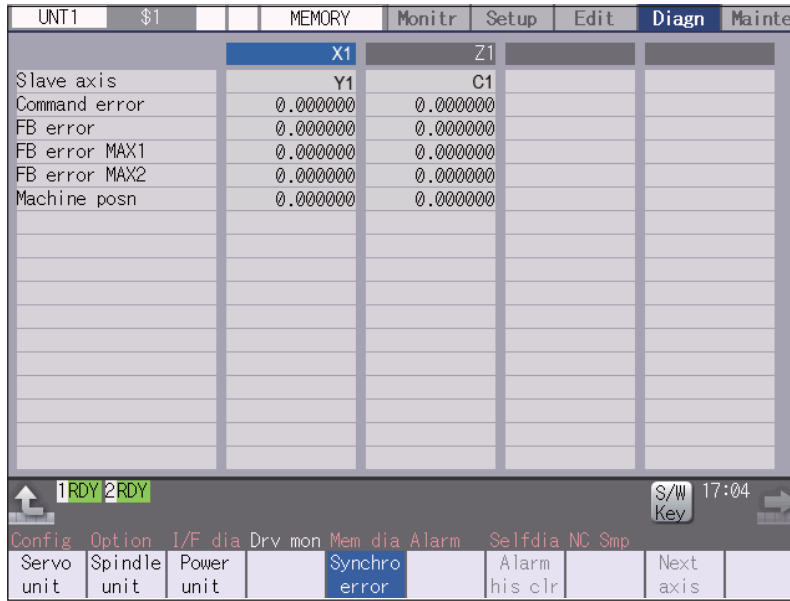 UNT1 $1 MEMORY Monitr Setup Edit Diagn Mainte
X1 Z1
Slave axis Y1 C1
Command error 0.000000 0.000000
FB error 0.000000 0.000000
FB error MAX1 0.000000 0.000000
FB error MAX2 0.000000 0.000000
Machine posn 0.000000 0.000000
1RDY 2RDY S/W Key 17:04
Config Option I/F dia Drv mon Mem dia Alarm Selfdia NC Smp
Servo unit Spindle unit Power unit Synchro error Alarm his clr Next axis